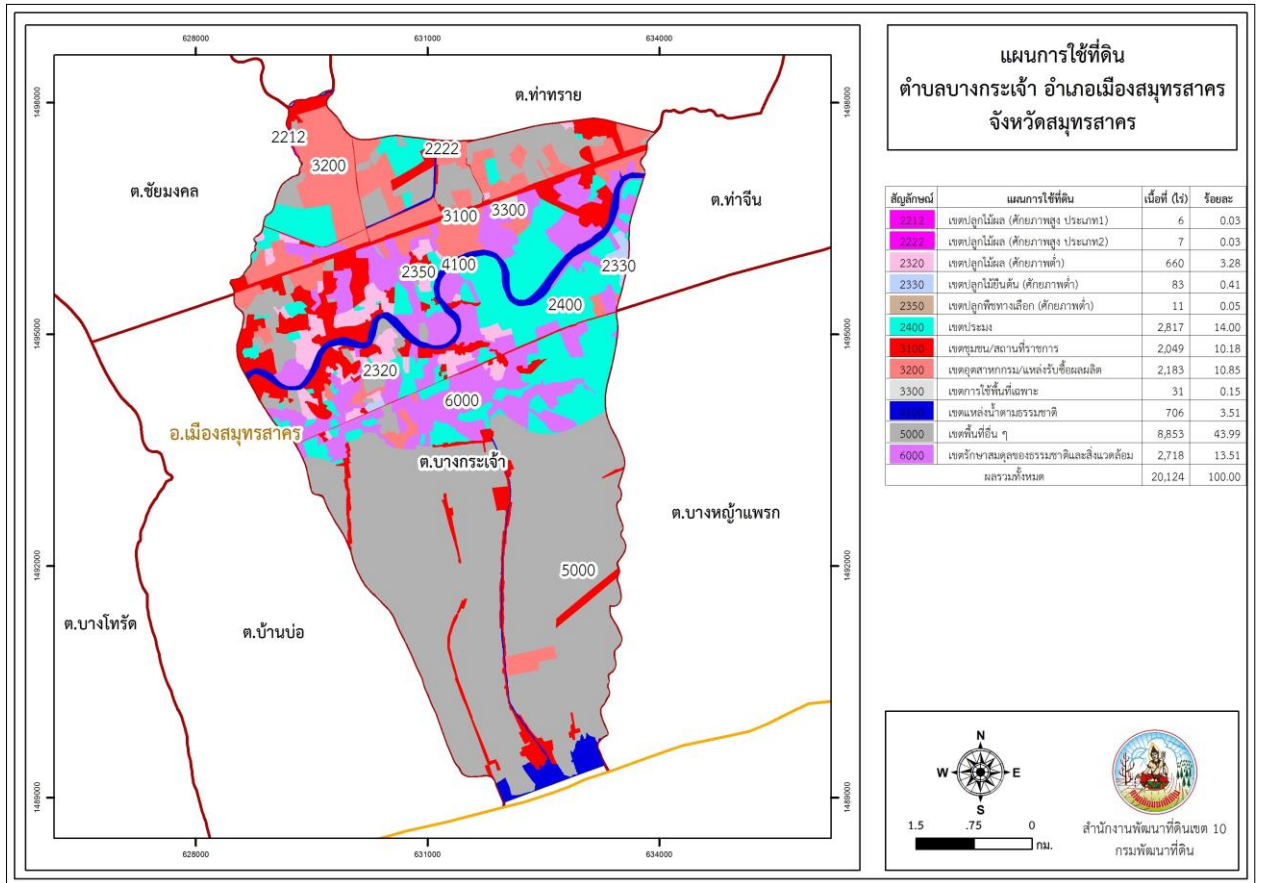 แผนการใช้ที่ดิน
ตำบลบางกระเจ้า อำเภอเมืองสมุทรสาคร
จังหวัดสมุทรสาคร
628000 631000 634000
1498000 1498000
1495000 1495000
1492000 1492000
1489000 1489000
628000 631000 634000
ต.ท่าทราย
2212
2222
3200
ต.ชัยมงคล
ต.ท่าจีน
3100 3300
2350 4100 2330
2400
2320
6000
อ.เมืองสมุทรสาคร
ต.บางกระเจ้า
ต.บางหญ้าแพรก
5000
ต.บางโทรัด
ต.บ้านบ่อ
สัญลักษณ์ แผนการใช้ที่ดิน เนื้อที่ (ไร่) ร้อยละ
2212 เขตปลูกไม้ผล (ศักยภาพสูง ประเภท1) 6 0.03
2222 เขตปลูกไม้ผล (ศักยภาพสูง ประเภท2) 7 0.03
2320 เขตปลูกไม้ผล (ศักยภาพต่ำ) 660 3.28
2330 เขตปลูกไม้ยืนต้น (ศักยภาพต่ำ) 83 0.41
2350 เขตปลูกพืชทางเลือก (ศักยภาพต่ำ) 11 0.05
2400 เขตประมง 2,817 14.00
3100 เขตชุมชน/สถานที่ราชการ 2,049 10.18
3200 เขตอุตสาหกรรม/แหล่งรับซื้อผลผลิต 2,183 10.85
3300 เขตการใช้พื้นที่เฉพาะ 31 0.15
4100 เขตแหล่งน้ำตามธรรมชาติ 706 3.51
5000 เขตพื้นที่อื่น ๆ 8,853 43.99
6000 เขตรักษาสมดุลของธรรมชาติและสิ่งแวดล้อม 2,718 13.51
ผลรวมทั้งหมด 20,124 100.00
N
W E
S
1.5 .75 0
กม.
สำนักงานพัฒนาที่ดินเขต 10
กรมพัฒนาที่ดิน